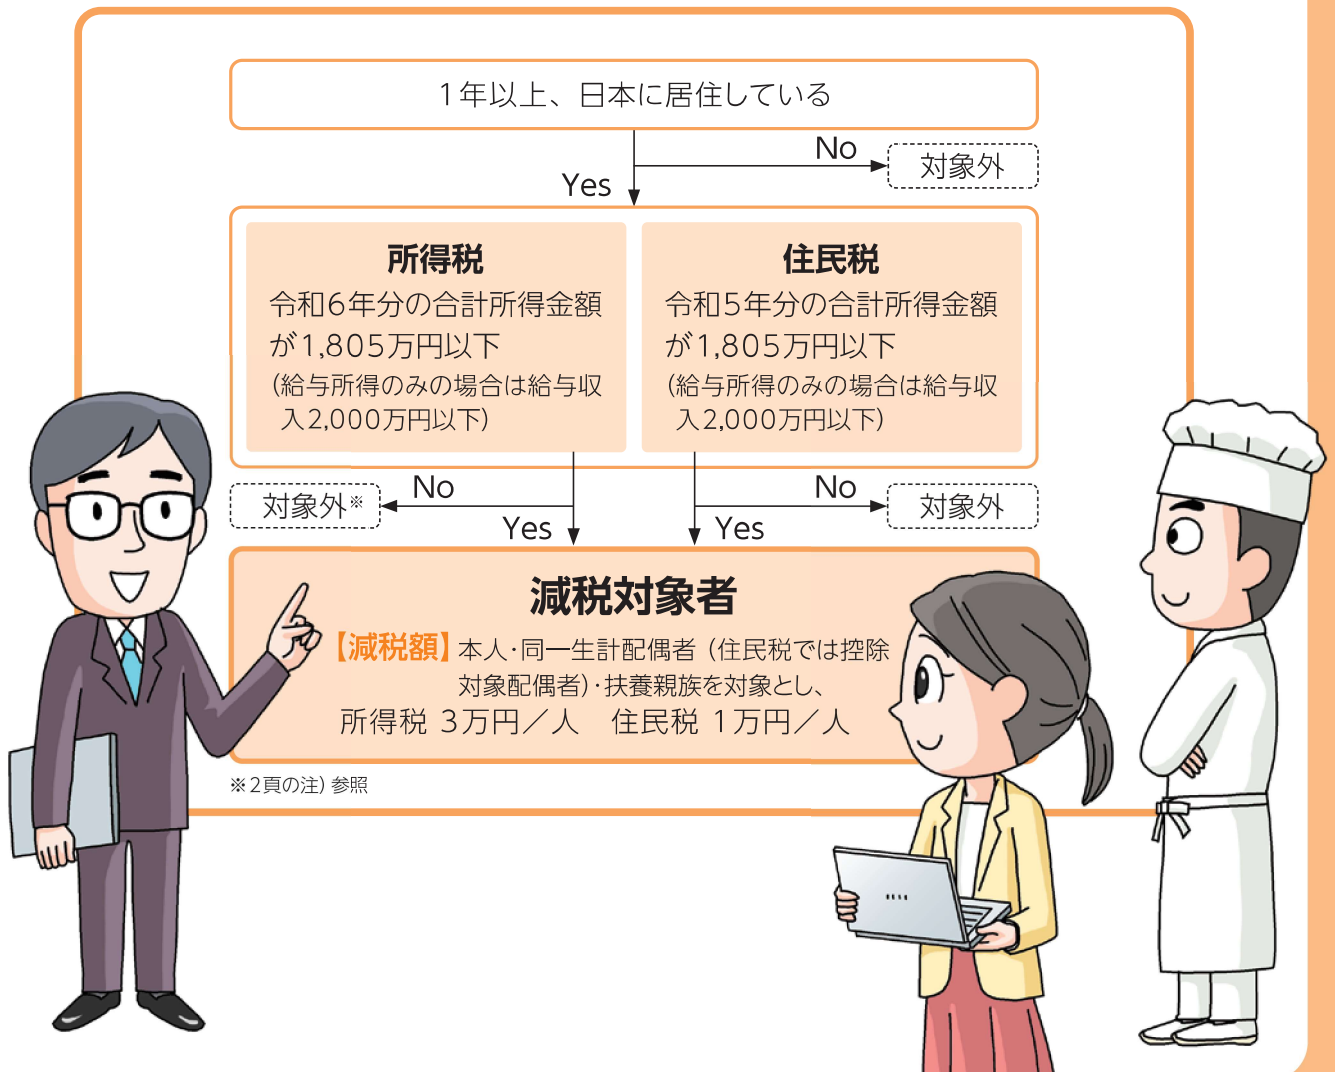 1年以上、日本に居住している
No
対象外
Yes
所得税
令和6年分の合計所得金額
が1,805万円以下
(給与所得のみの場合は給与収
入2,000万円以下)
住民税
令和5年分の合計所得金額
が1,805万円以下
(給与所得のみの場合は給与収
入2,000万円以下)
対象外※
No
Yes
No
対象外
Yes
減税対象者
【減税額】本人・同一生計配偶者(住民税では控除
対象配偶者)・扶養親族を対象とし、
所得税 3万円／人 住民税 1万円／人
※2頁の注)参照